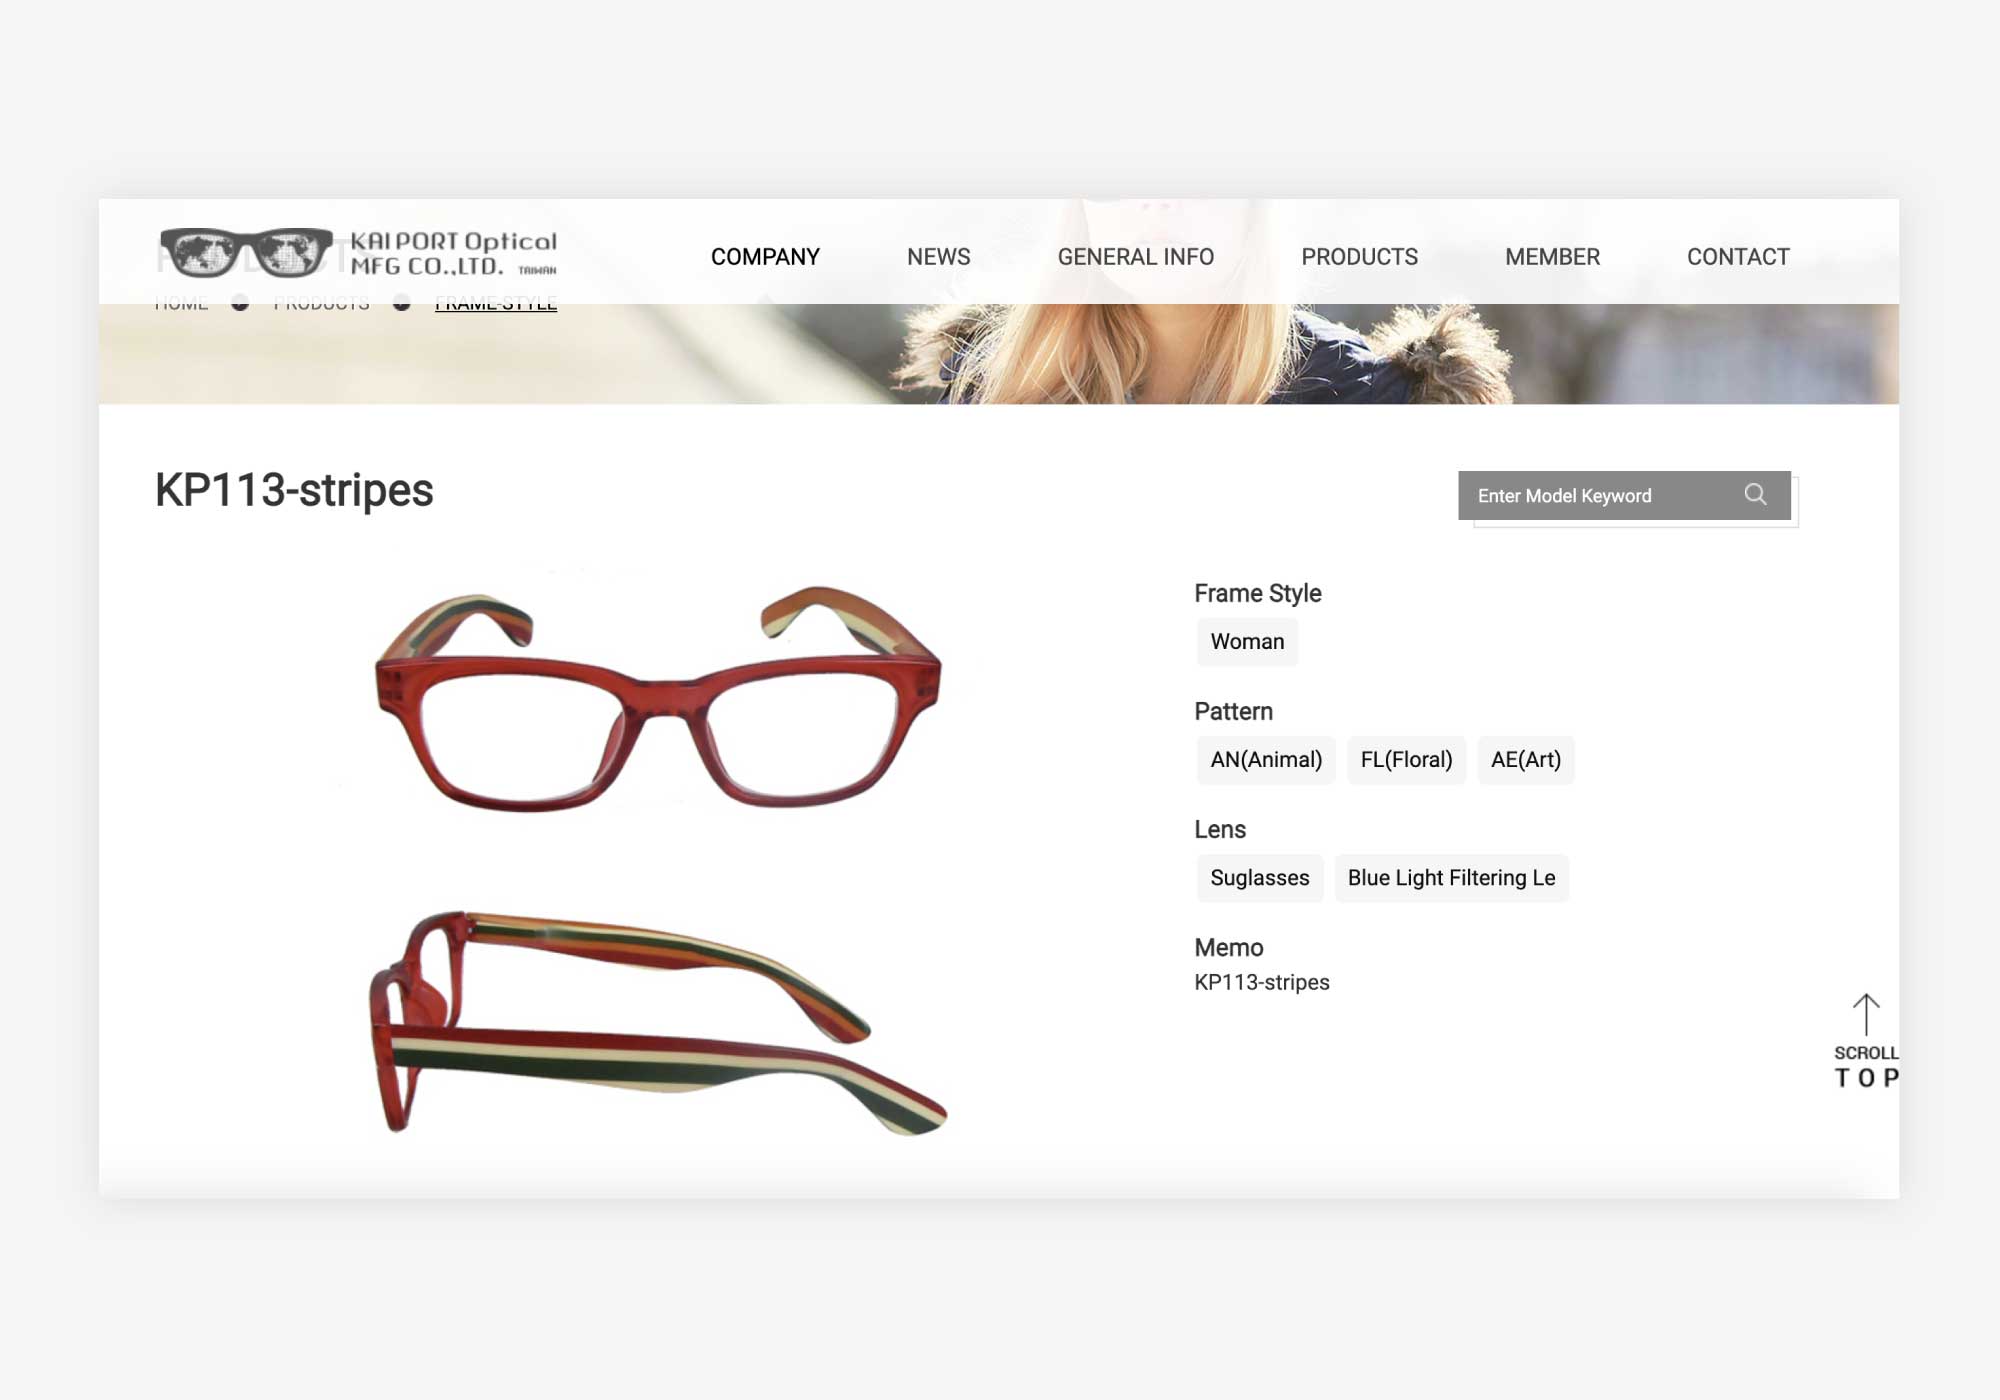 PRODUCTS
KAIPORT Optical
MFG CO.,LTD. TAIWAN
COMPANY
NEWS
GENERAL INFO
PRODUCTS
MEMBER
CONTACT
HOME
PRODUCTS
FRAME-STYLE
KP113-stripes
Enter Model Keyword
Frame Style
Woman
Pattern
AN(Animal)
FL(Floral)
AE(Art)
Lens
Suglasses
Blue Light Filtering Le
Memo
KP113-stripes
SCROLL
TOP